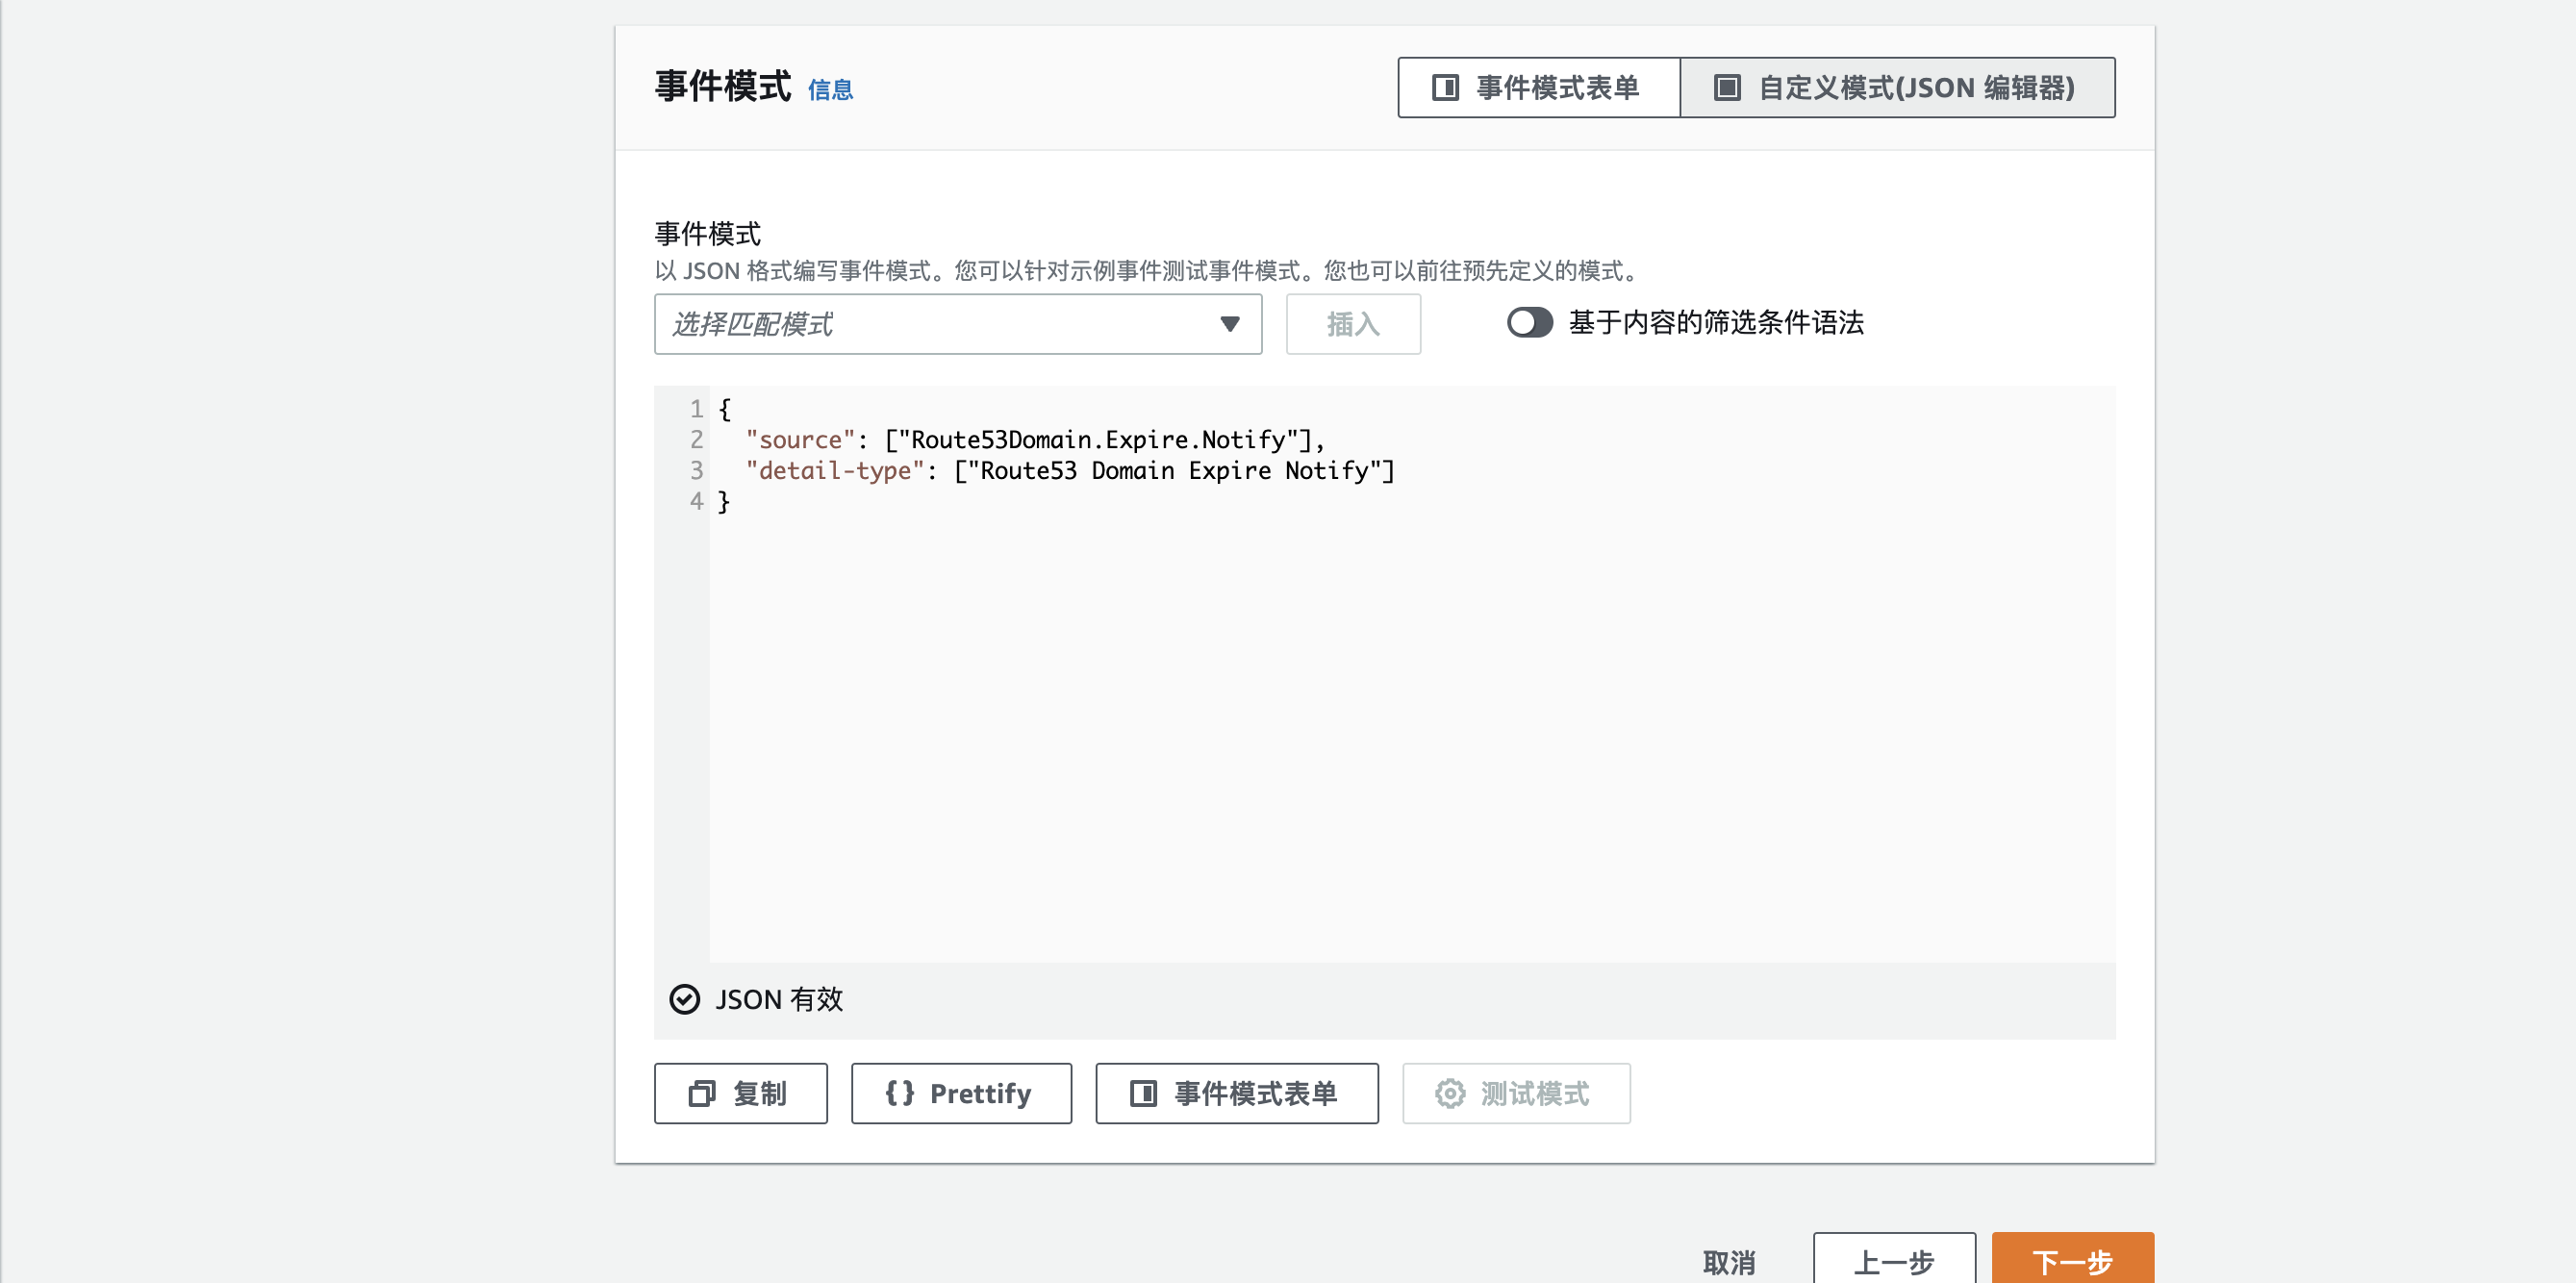 事件模式 信息
事件模式表单 自定义模式(JSON 编辑器)
事件模式
以 JSON 格式编写事件模式。您可以针对示例事件测试事件模式。您也可以前往预先定义的模式。
选择匹配模式 插入 基于内容的筛选条件语法
1 {
2   "source": ["Route53Domain.Expire.Notify"],
3   "detail-type": ["Route53 Domain Expire Notify"]
4 }
JSON 有效
复制 {} Prettify 事件模式表单 测试模式
取消 上一步 下一步